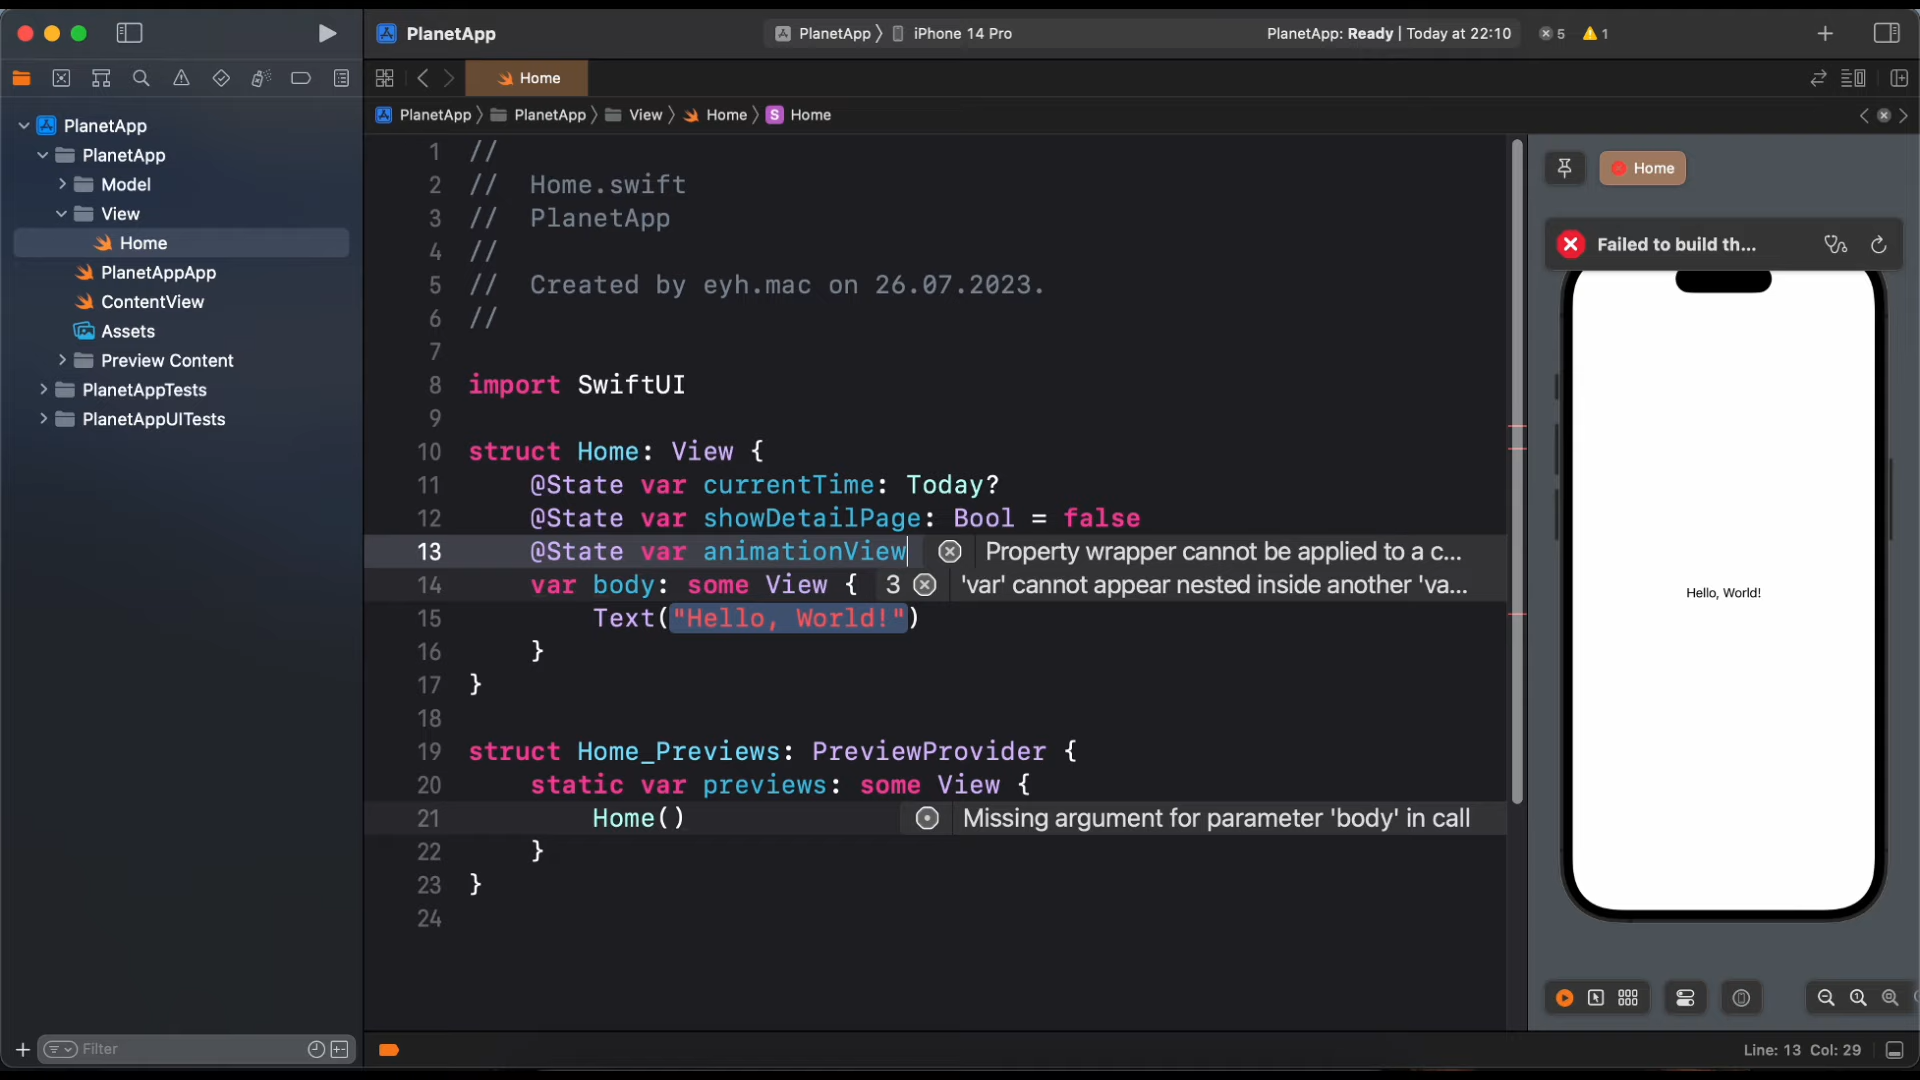 PlanetApp
PlanetApp 〉 iPhone 14 Pro
PlanetApp: Ready | Today at 22:10
5
1
Home
PlanetApp 〉 PlanetApp 〉 View 〉 Home 〉 S Home
PlanetApp
PlanetApp
Model
View
Home
PlanetAppApp
ContentView
Assets
Preview Content
PlanetAppTests
PlanetAppUITests
Filter
1 //
2 //  Home.swift
3 //  PlanetApp
4 //
5 //  Created by eyh.mac on 26.07.2023.
6 //
7
8 import SwiftUI
9
10 struct Home: View {
11     @State var currentTime: Today?
12     @State var showDetailPage: Bool = false
13     @State var animationView Property wrapper cannot be applied to a c...
14     var body: some View { 3 'var' cannot appear nested inside another 'va...
15         Text("Hello, World!")
16     }
17 }
18
19 struct Home_Previews: PreviewProvider {
20     static var previews: some View {
21         Home() Missing argument for parameter 'body' in call
22     }
23 }
24
Home
Failed to build th...
Hello, World!
Line: 13 Col: 29